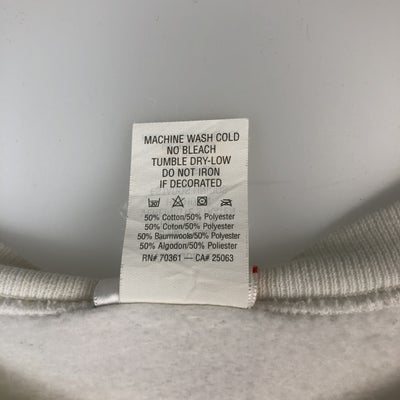 MACHINE WASH COLD
NO BLEACH
TUMBLE DRY-LOW
DO NOT IRON
IF DECORATED
50% Cotton/50% Polyester
50% Coton/50% Polyester
50% Baumwoole/50% Polyester
50% Algodon/50% Poliester
RN# 70361 — CA# 25063